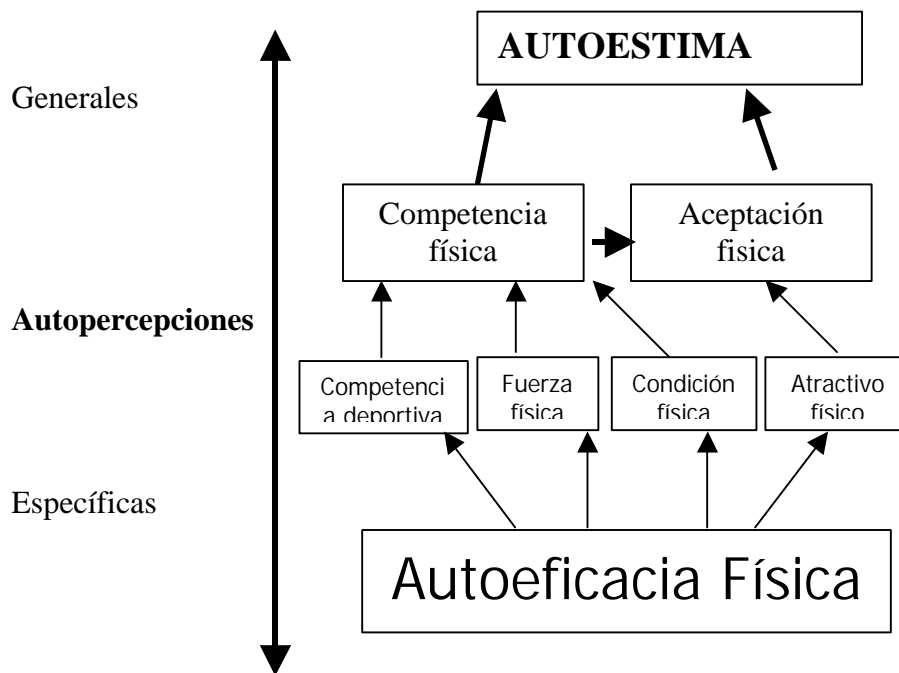 AUTOESTIMA
Generales
Competencia
física
Aceptación
fisica
Autopercepciones
Competenci
a deportiva
Fuerza
física
Condición
física
Atractivo
físico
Específicas
Autoeficacia Física